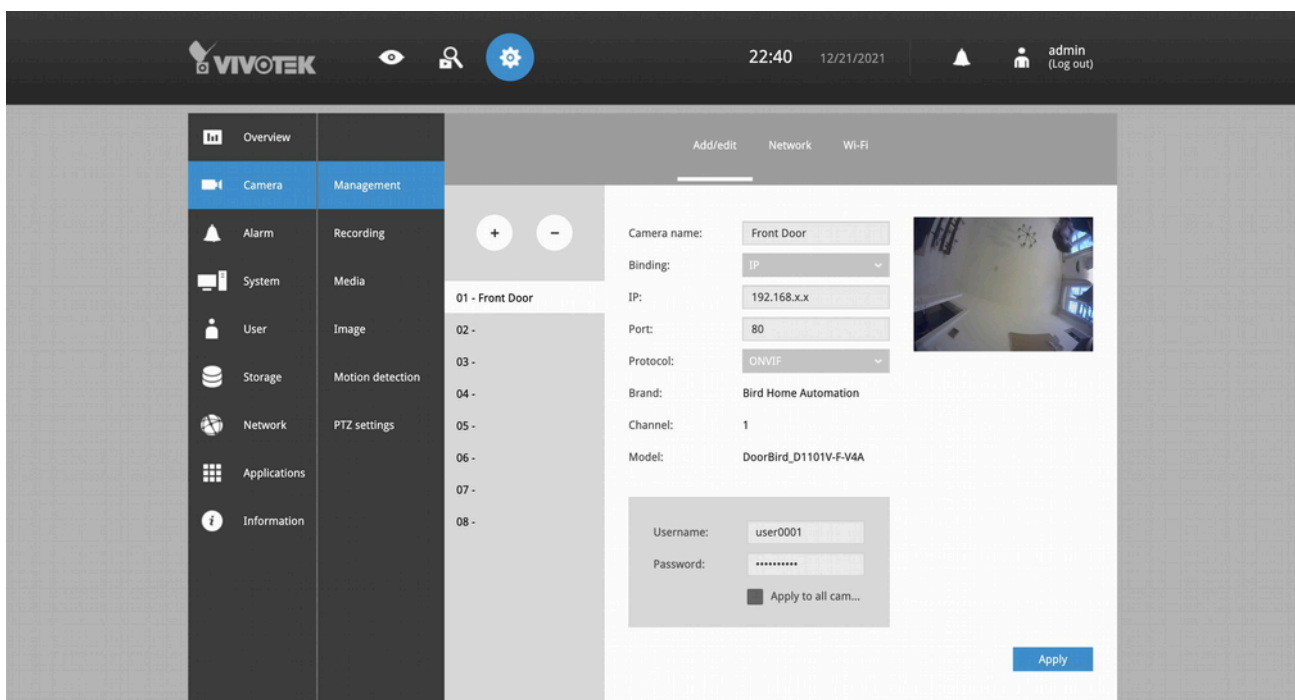 VIVOTEK
22:40 12/21/2021
admin
(Log out)
Overview
Camera
Alarm
System
User
Storage
Network
Applications
Information
Management
Recording
Media
Image
Motion detection
PTZ settings
Add/edit Network Wi-Fi
+ -
01 - Front Door
02 -
03 -
04 -
05 -
06 -
07 -
08 -
Camera name: Front Door
Binding: IP
IP: 192.168.x.x
Port: 80
Protocol: ONVIF
Brand: Bird Home Automation
Channel: 1
Model: DoorBird_D1101V-F-V4A
Username: user0001
Password: ••••••••••
Apply to all cam...
Apply